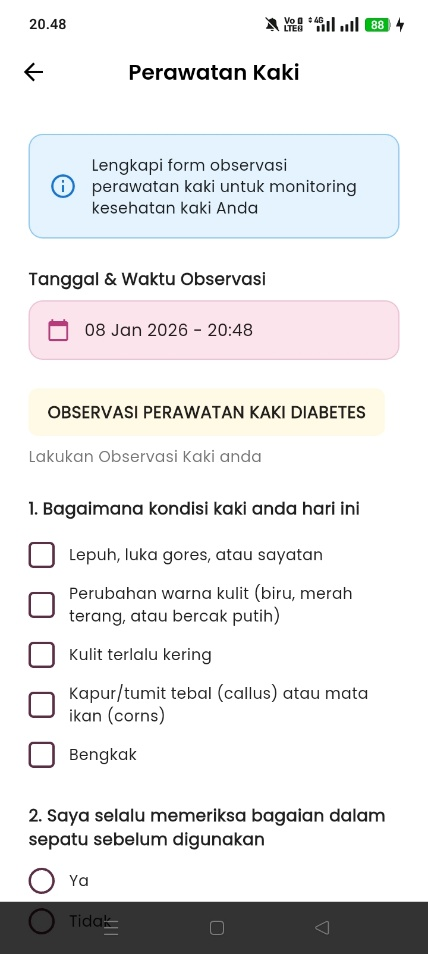 20.48
Vo LTE2 4G 88
Perawatan Kaki
Lengkapi form observasi
perawatan kaki untuk monitoring
kesehatan kaki Anda
Tanggal & Waktu Observasi
08 Jan 2026 - 20:48
OBSERVASI PERAWATAN KAKI DIABETES
Lakukan Observasi Kaki anda
1. Bagaimana kondisi kaki anda hari ini
Lepuh, luka gores, atau sayatan
Perubahan warna kulit (biru, merah
terang, atau bercak putih)
Kulit terlalu kering
Kapur/tumit tebal (callus) atau mata
ikan (corns)
Bengkak
2. Saya selalu memeriksa bagaian dalam
sepatu sebelum digunakan
Ya
Tidak